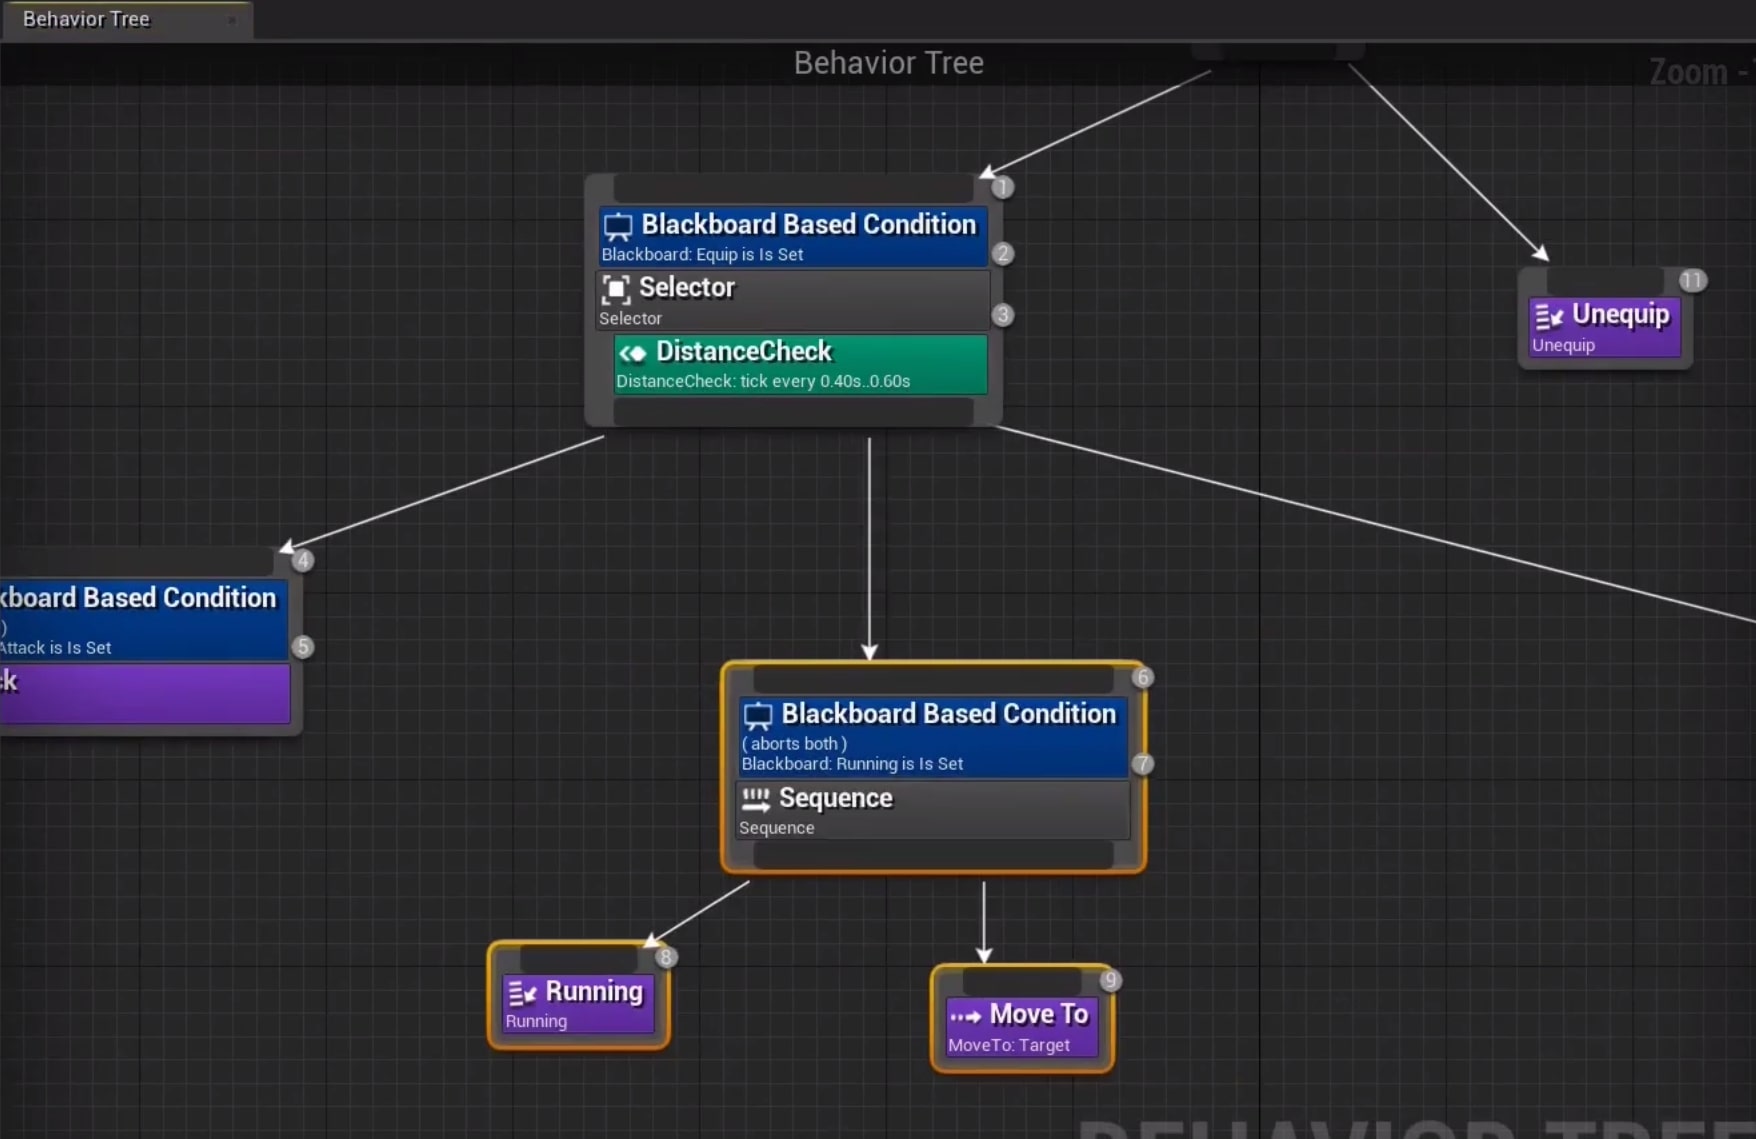 Behavior Tree
Behavior Tree
Zoom -
1
Blackboard Based Condition
Blackboard: Equip is Is Set
2
Selector
Selector
3
DistanceCheck
DistanceCheck: tick every 0.40s..0.60s
11
Unequip
Unequip
4
kboard Based Condition
)
Attack is Is Set
5
k
6
Blackboard Based Condition
( aborts both )
Blackboard: Running is Is Set
7
Sequence
Sequence
8
Running
Running
9
Move To
MoveTo: Target
BEHAVIOR TREE